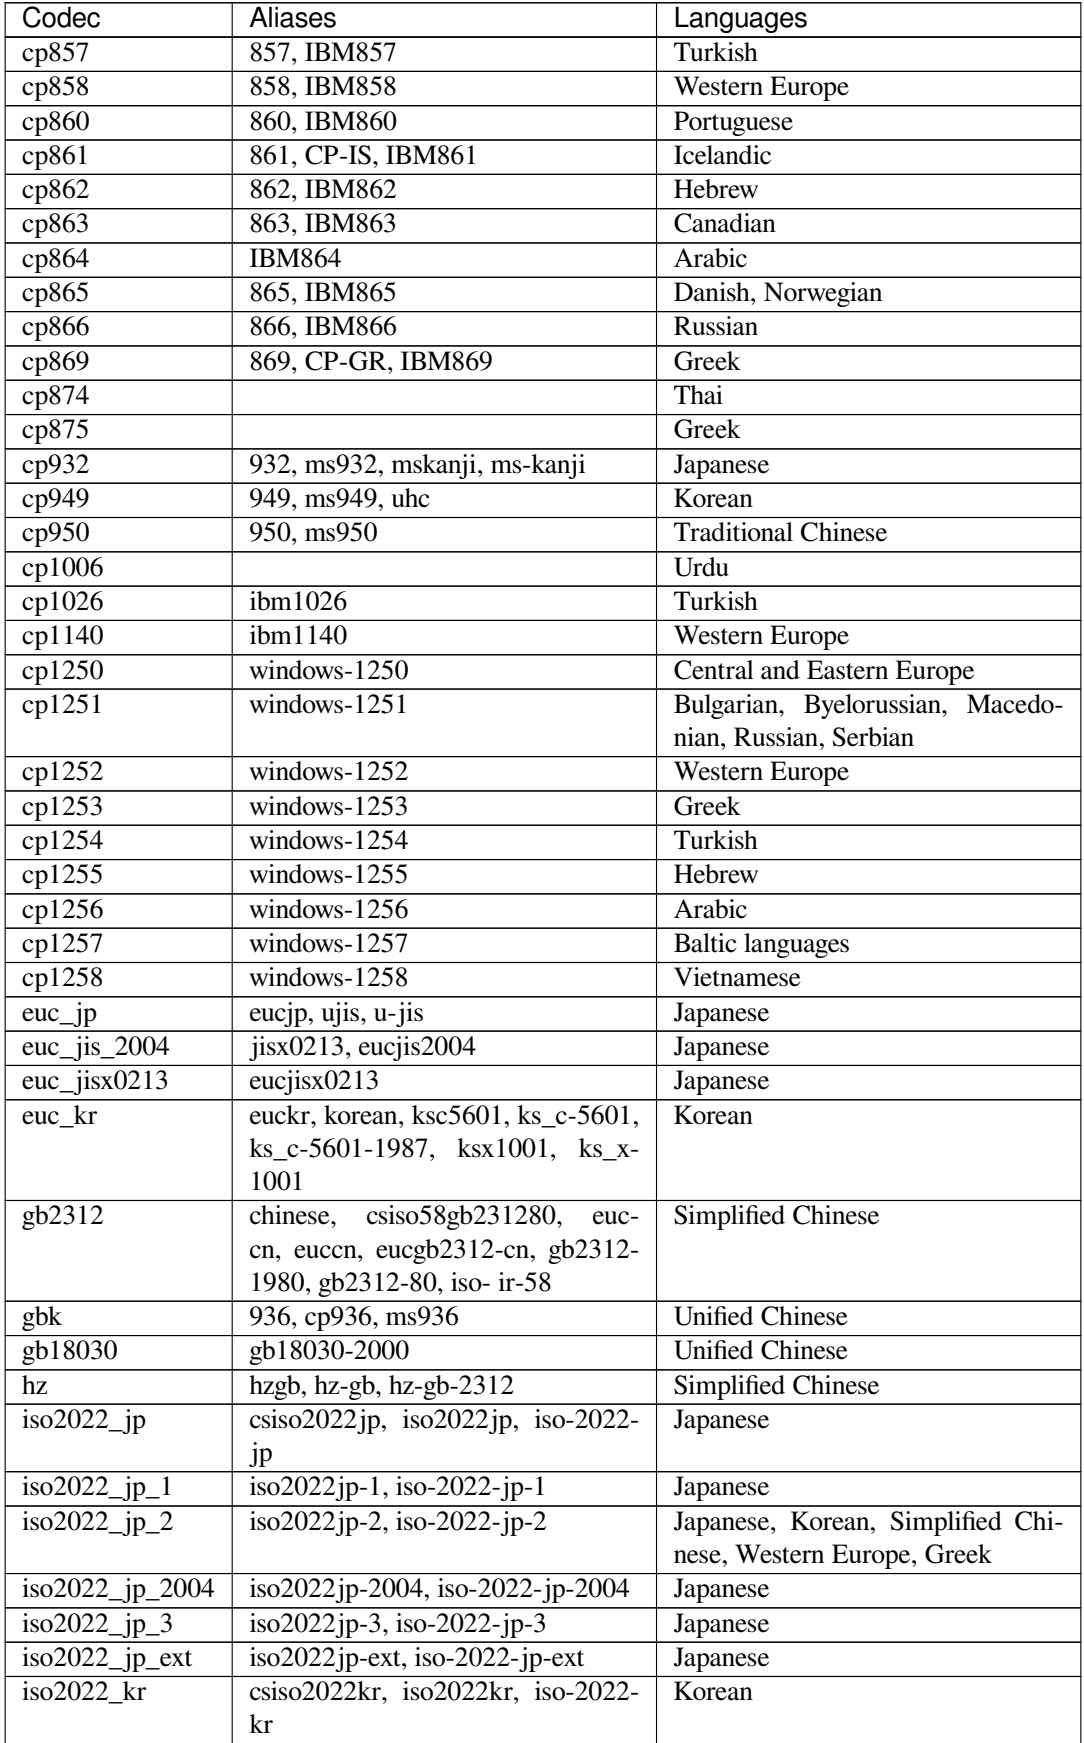 Codec Aliases Languages
cp857 857, IBM857 Turkish
cp858 858, IBM858 Western Europe
cp860 860, IBM860 Portuguese
cp861 861, CP-IS, IBM861 Icelandic
cp862 862, IBM862 Hebrew
cp863 863, IBM863 Canadian
cp864 IBM864 Arabic
cp865 865, IBM865 Danish, Norwegian
cp866 866, IBM866 Russian
cp869 869, CP-GR, IBM869 Greek
cp874 Thai
cp875 Greek
cp932 932, ms932, mskanji, ms-kanji Japanese
cp949 949, ms949, uhc Korean
cp950 950, ms950 Traditional Chinese
cp1006 Urdu
cp1026 ibm1026 Turkish
cp1140 ibm1140 Western Europe
cp1250 windows-1250 Central and Eastern Europe
cp1251 windows-1251 Bulgarian, Byelorussian, Macedo-
nian, Russian, Serbian
cp1252 windows-1252 Western Europe
cp1253 windows-1253 Greek
cp1254 windows-1254 Turkish
cp1255 windows-1255 Hebrew
cp1256 windows-1256 Arabic
cp1257 windows-1257 Baltic languages
cp1258 windows-1258 Vietnamese
euc_jp eucjp, ujis, u-jis Japanese
euc_jis_2004 jisx0213, eucjis2004 Japanese
euc_jisx0213 eucjisx0213 Japanese
euc_kr euckr, korean, ksc5601, ks_c-5601, Korean
ks_c-5601-1987, ksx1001, ks_x-
1001
gb2312 chinese, csiso58gb231280, euc- Simplified Chinese
cn, euccn, eucgb2312-cn, gb2312-
1980, gb2312-80, iso- ir-58
gbk 936, cp936, ms936 Unified Chinese
gb18030 gb18030-2000 Unified Chinese
hz hzgb, hz-gb, hz-gb-2312 Simplified Chinese
iso2022_jp csiso2022jp, iso2022jp, iso-2022- Japanese
jp
iso2022_jp_1 iso2022jp-1, iso-2022-jp-1 Japanese
iso2022_jp_2 iso2022jp-2, iso-2022-jp-2 Japanese, Korean, Simplified Chi-
nese, Western Europe, Greek
iso2022_jp_2004 iso2022jp-2004, iso-2022-jp-2004 Japanese
iso2022_jp_3 iso2022jp-3, iso-2022-jp-3 Japanese
iso2022_jp_ext iso2022jp-ext, iso-2022-jp-ext Japanese
iso2022_kr csiso2022kr, iso2022kr, iso-2022- Korean
kr